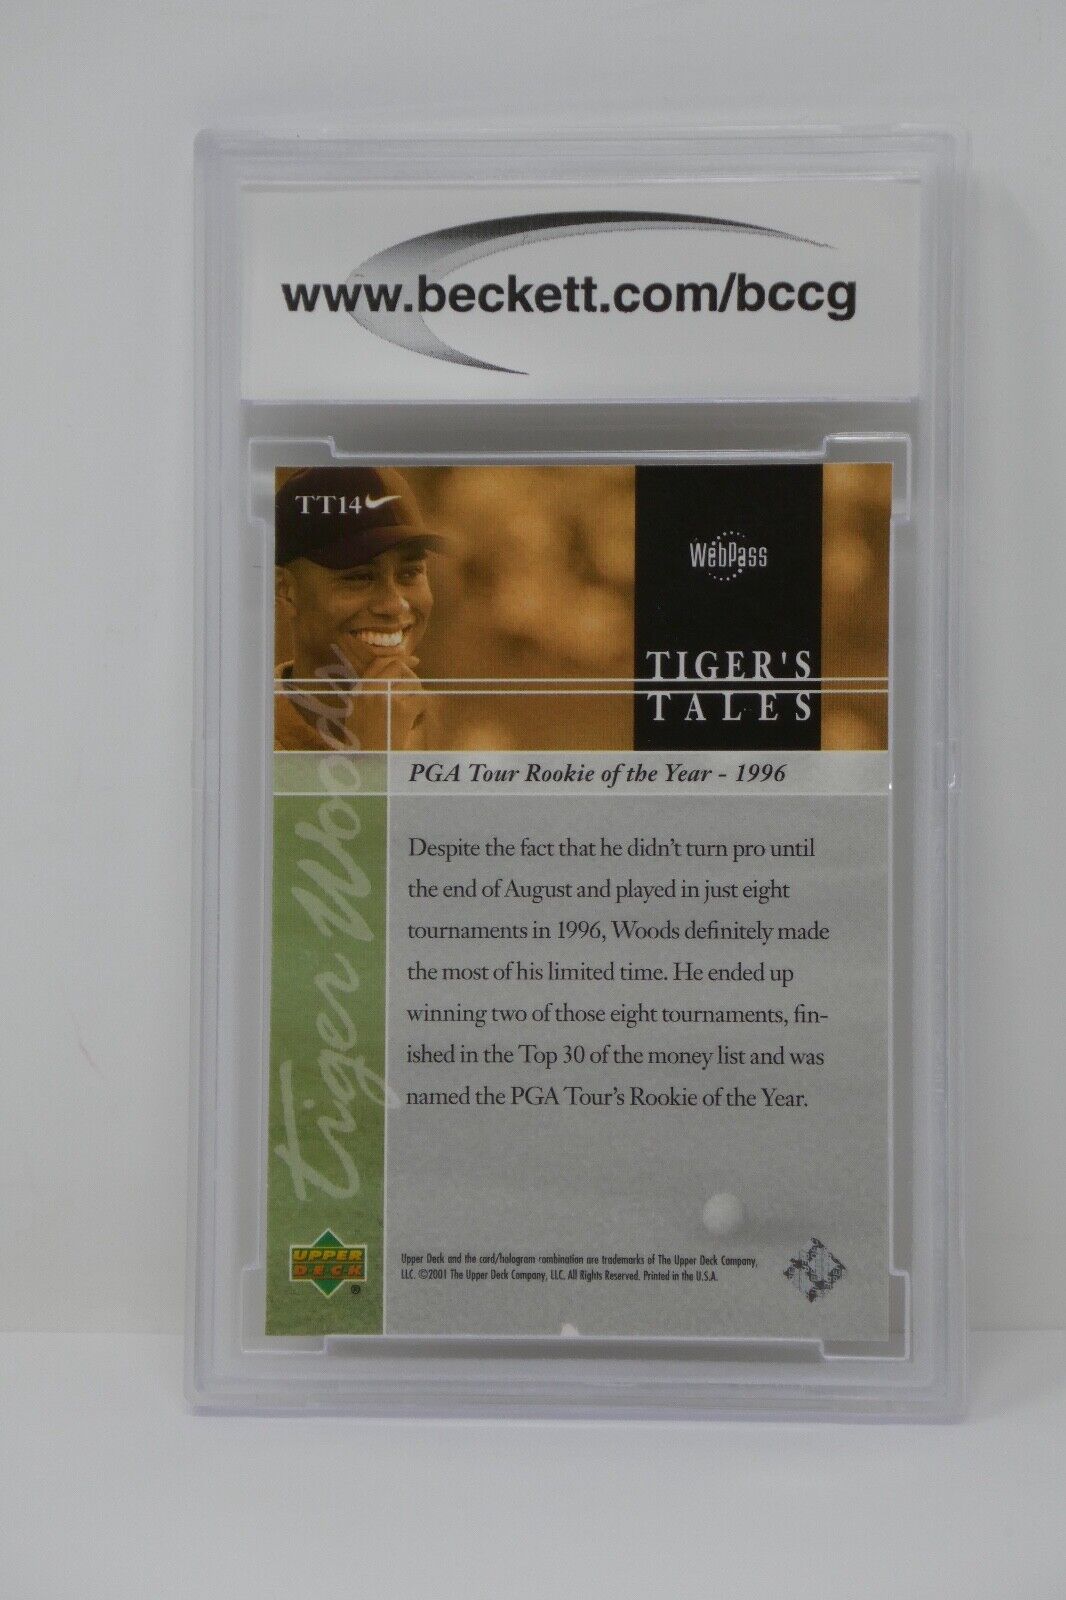 www.beckett.com/bccg
TT14
WebPass
TIGER'S
TALES
PGA Tour Rookie of the Year - 1996
Tiger Woods
Despite the fact that he didn't turn pro until
the end of August and played in just eight
tournaments in 1996, Woods definitely made
the most of his limited time. He ended up
winning two of those eight tournaments, fin-
ished in the Top 30 of the money list and was
named the PGA Tour's Rookie of the Year.
UPPER
DECK
®
Upper Deck and the card/hologram combination are trademarks of The Upper Deck Company,
LLC. ©2001 The Upper Deck Company, LLC. All Rights Reserved. Printed in the U.S.A.